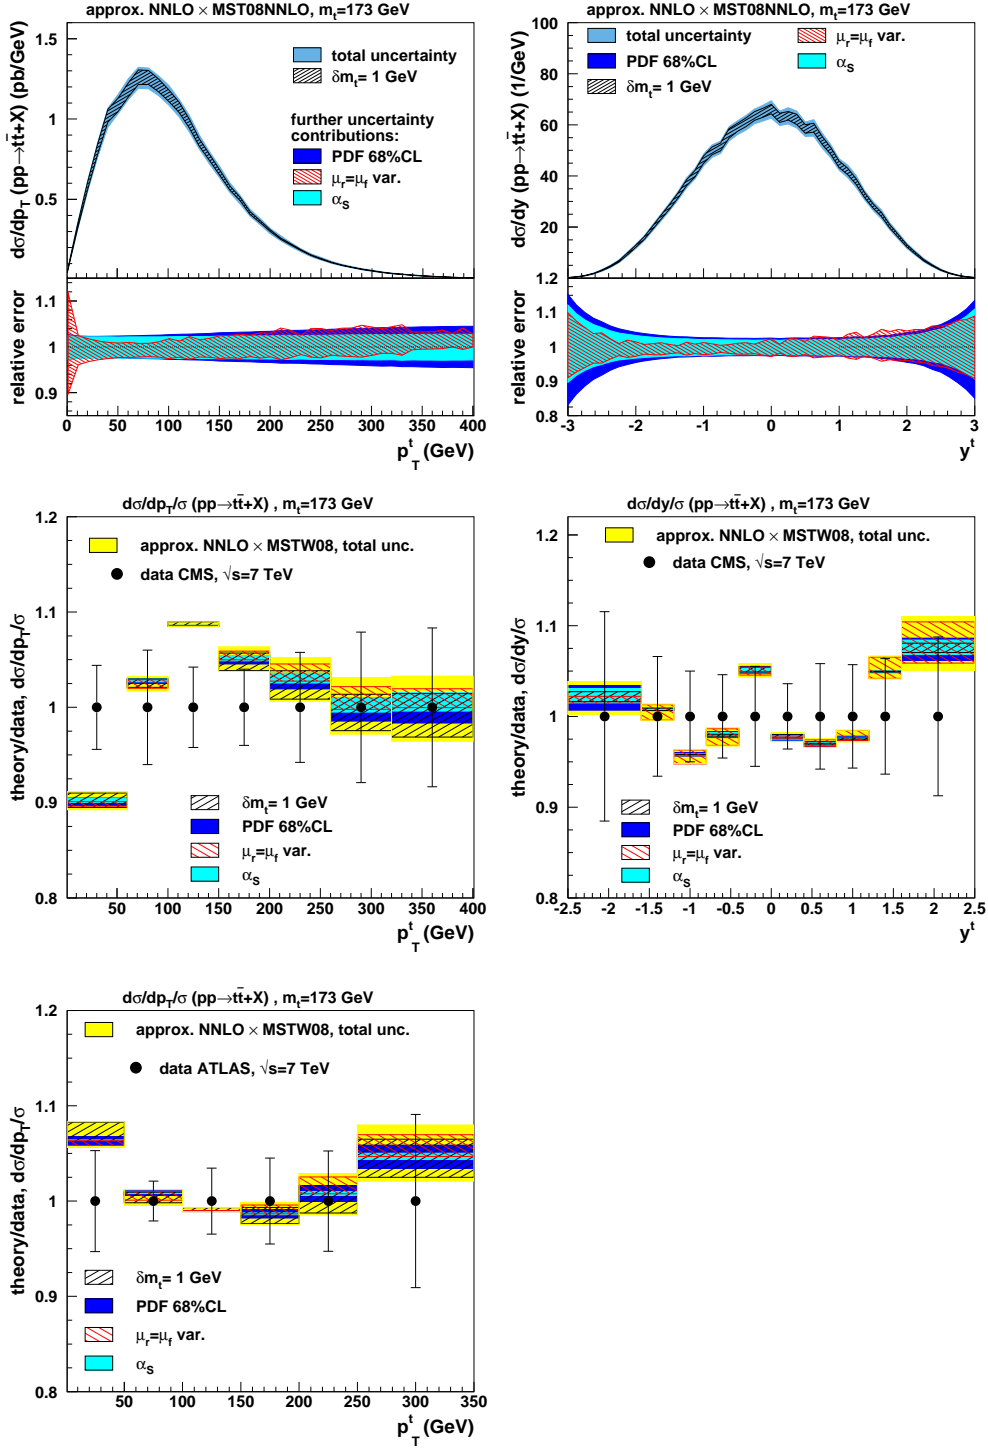 approx. NNLO × MST08NNLO, m_t=173 GeV
dσ/dp_T (pp→tt̄+X) (pb/GeV)
1.5
1
0.5
total uncertainty
δm_t= 1 GeV
further uncertainty
contributions:
PDF 68%CL
μ_r=μ_f var.
α_S
relative error
1.1
1
0.9
0 50 100 150 200 250 300 350 400
p_T^t (GeV)
approx. NNLO × MST08NNLO, m_t=173 GeV
dσ/dy (pp→tt̄+X) (1/GeV)
100
80
60
40
20
total uncertainty
PDF 68%CL
δm_t= 1 GeV
μ_r=μ_f var.
α_S
relative error
1.2
1.1
1
0.9
0.8
-3 -2 -1 0 1 2 3
y^t
dσ/dp_T/σ (pp→tt̄+X) , m_t=173 GeV
theory/data, dσ/dp_T/σ
1.2
1.1
1
0.9
0.8
approx. NNLO × MSTW08, total unc.
data CMS, √s=7 TeV
δm_t= 1 GeV
PDF 68%CL
μ_r=μ_f var.
α_S
50 100 150 200 250 300 350 400
p_T^t (GeV)
dσ/dy/σ (pp→tt̄+X) , m_t=173 GeV
theory/data, dσ/dy/σ
1.2
1.1
1
0.9
0.8
approx. NNLO × MSTW08, total unc.
data CMS, √s=7 TeV
δm_t= 1 GeV
PDF 68%CL
μ_r=μ_f var.
α_S
-2.5 -2 -1.5 -1 -0.5 0 0.5 1 1.5 2 2.5
y^t
dσ/dp_T/σ (pp→tt̄+X) , m_t=173 GeV
theory/data, dσ/dp_T/σ
1.2
1.1
1
0.9
0.8
approx. NNLO × MSTW08, total unc.
data ATLAS, √s=7 TeV
δm_t= 1 GeV
PDF 68%CL
μ_r=μ_f var.
α_S
50 100 150 200 250 300 350
p_T^t (GeV)